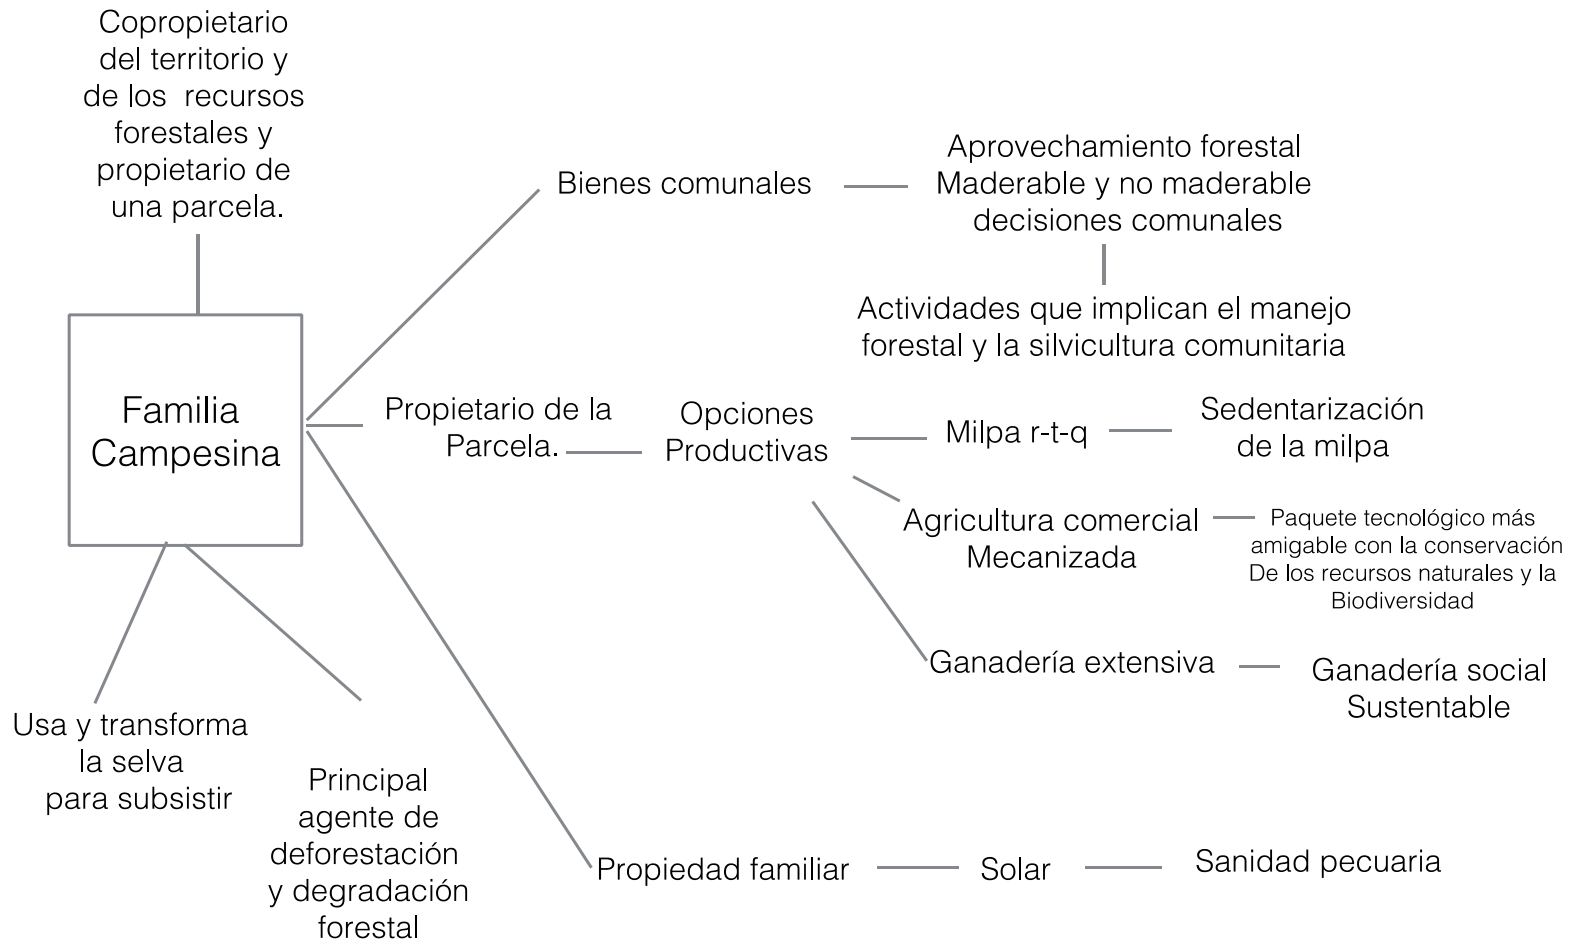 Copropietario
del territorio y
de los recursos
forestales y
propietario de
una parcela.
Bienes comunales
Aprovechamiento forestal
Maderable y no maderable
decisiones comunales
Actividades que implican el manejo
forestal y la silvicultura comunitaria
Familia
Campesina
Propietario de la
Parcela.
Opciones
Productivas
Milpa r-t-q
Sedentarización
de la milpa
Agricultura comercial
Mecanizada
Paquete tecnológico más
amigable con la conservación
De los recursos naturales y la
Biodiversidad
Ganadería extensiva
Ganadería social
Sustentable
Usa y transforma
la selva
para subsistir
Principal
agente de
deforestación
y degradación
forestal
Propiedad familiar
Solar
Sanidad pecuaria